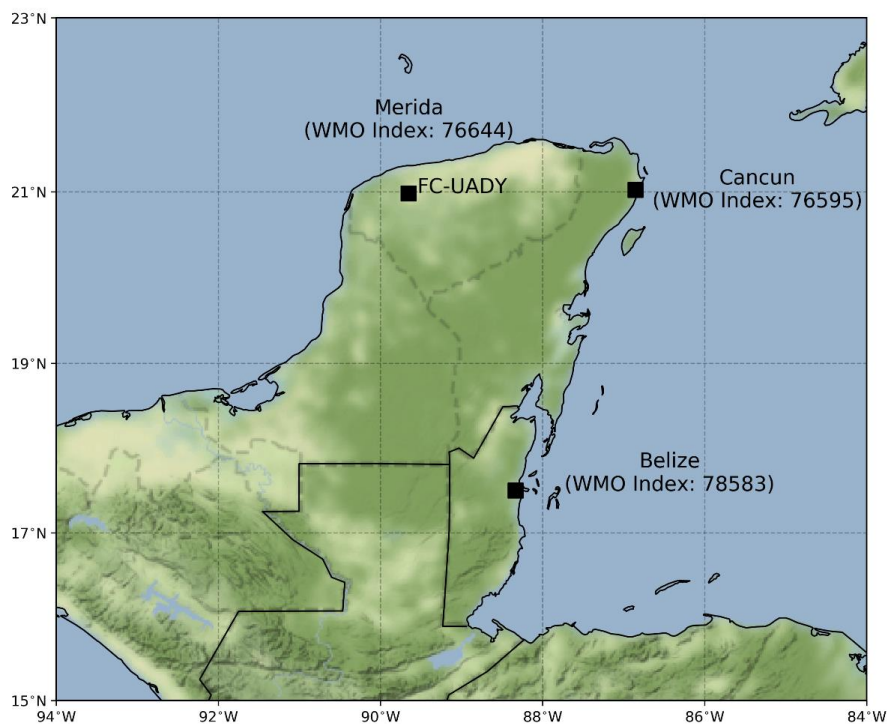 23°N
Merida
(WMO Index: 76644)
FC-UADY
21°N
Cancun
(WMO Index: 76595)
19°N
Belize
(WMO Index: 78583)
17°N
15°N
94°W
92°W
90°W
88°W
86°W
84°W